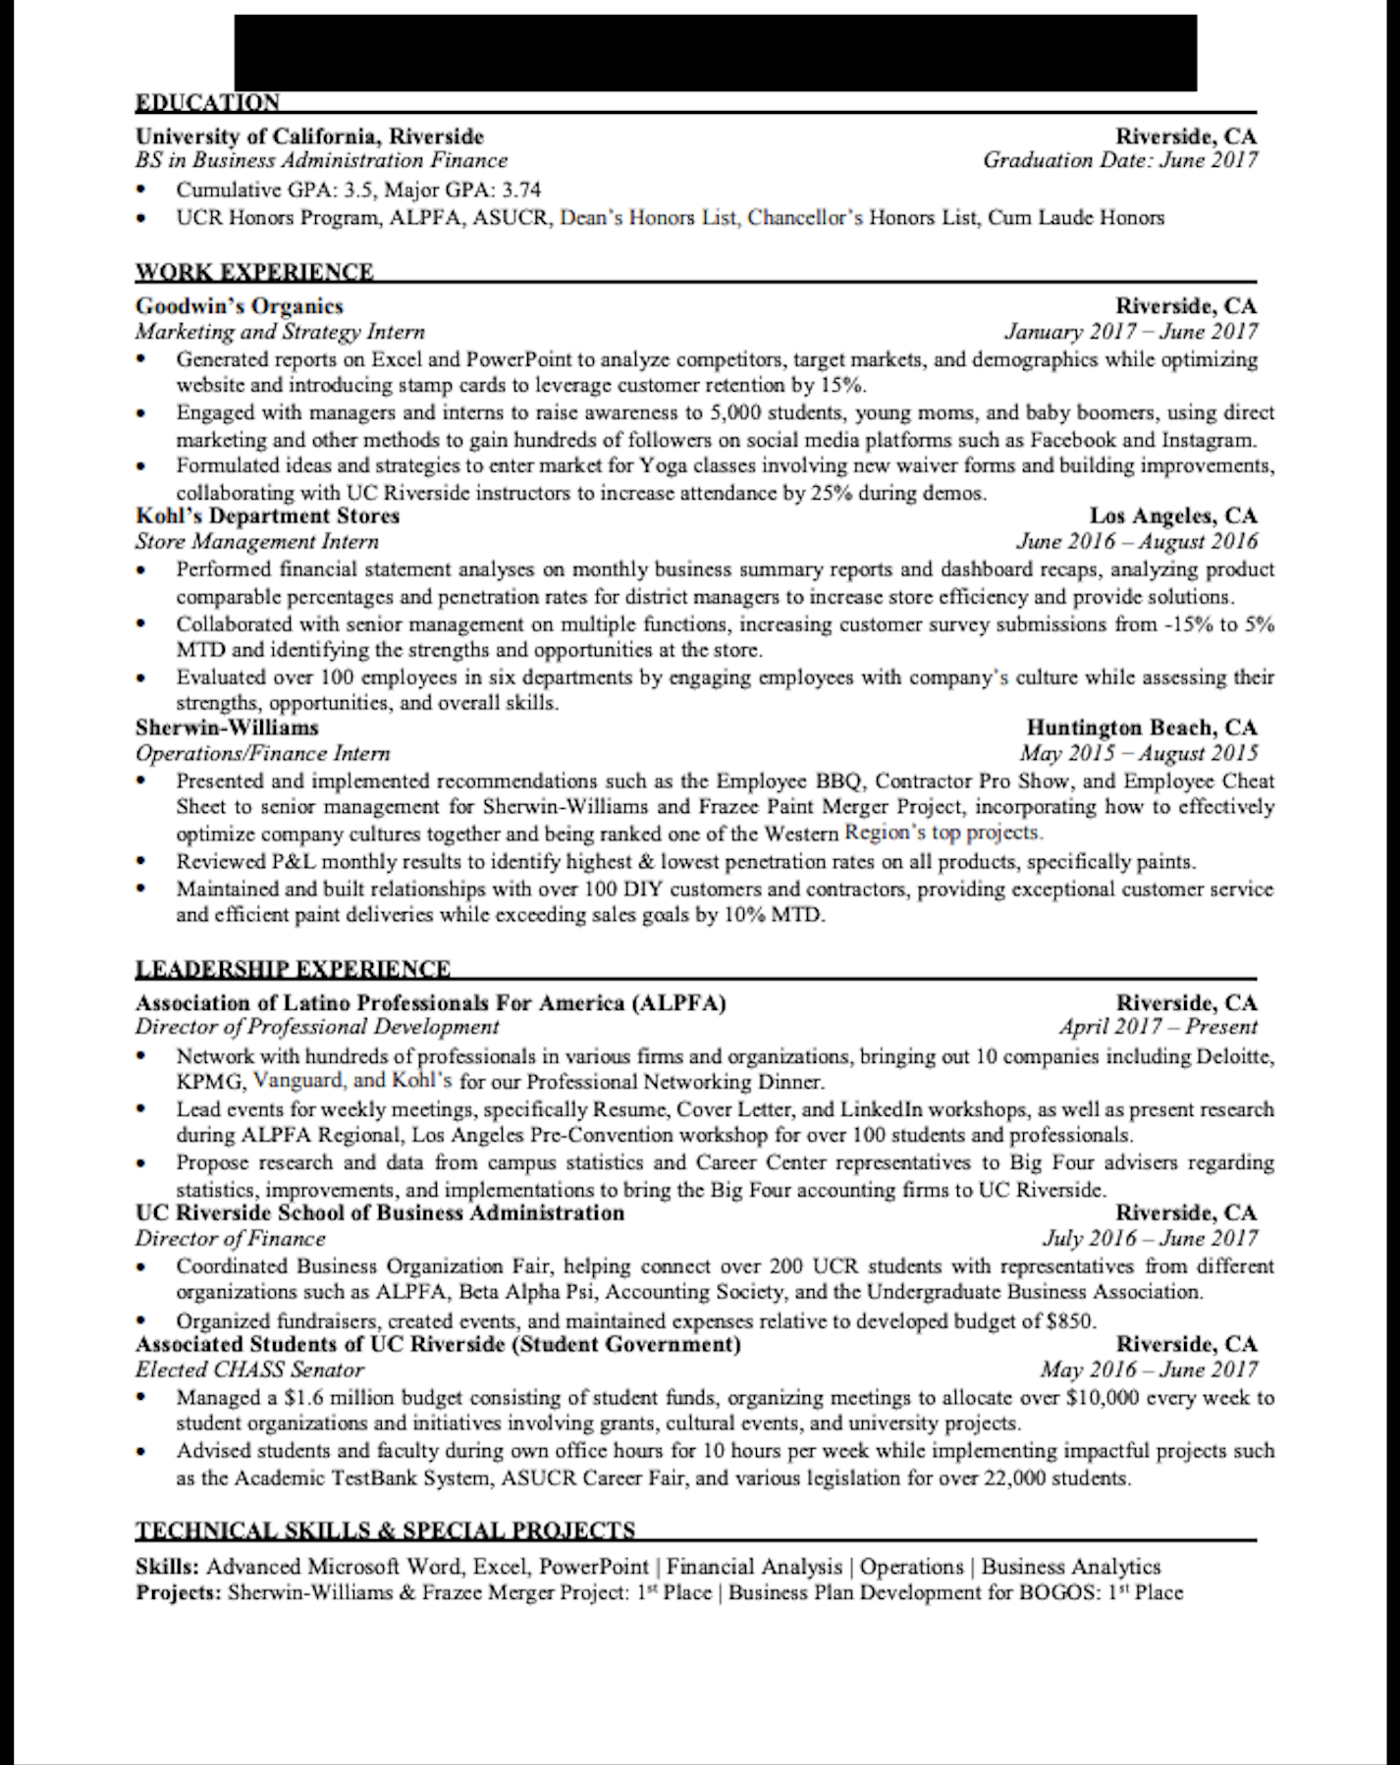 EDUCATION
University of California, Riverside Riverside, CA
BS in Business Administration Finance Graduation Date: June 2017
• Cumulative GPA: 3.5, Major GPA: 3.74
• UCR Honors Program, ALPFA, ASUCR, Dean's Honors List, Chancellor's Honors List, Cum Laude Honors
WORK EXPERIENCE
Goodwin's Organics Riverside, CA
Marketing and Strategy Intern January 2017 – June 2017
• Generated reports on Excel and PowerPoint to analyze competitors, target markets, and demographics while optimizing
website and introducing stamp cards to leverage customer retention by 15%.
• Engaged with managers and interns to raise awareness to 5,000 students, young moms, and baby boomers, using direct
marketing and other methods to gain hundreds of followers on social media platforms such as Facebook and Instagram.
• Formulated ideas and strategies to enter market for Yoga classes involving new waiver forms and building improvements,
collaborating with UC Riverside instructors to increase attendance by 25% during demos.
Kohl's Department Stores Los Angeles, CA
Store Management Intern June 2016 – August 2016
• Performed financial statement analyses on monthly business summary reports and dashboard recaps, analyzing product
comparable percentages and penetration rates for district managers to increase store efficiency and provide solutions.
• Collaborated with senior management on multiple functions, increasing customer survey submissions from -15% to 5%
MTD and identifying the strengths and opportunities at the store.
• Evaluated over 100 employees in six departments by engaging employees with company's culture while assessing their
strengths, opportunities, and overall skills.
Sherwin-Williams Huntington Beach, CA
Operations/Finance Intern May 2015 – August 2015
• Presented and implemented recommendations such as the Employee BBQ, Contractor Pro Show, and Employee Cheat
Sheet to senior management for Sherwin-Williams and Frazee Paint Merger Project, incorporating how to effectively
optimize company cultures together and being ranked one of the Western Region's top projects.
• Reviewed P&L monthly results to identify highest & lowest penetration rates on all products, specifically paints.
• Maintained and built relationships with over 100 DIY customers and contractors, providing exceptional customer service
and efficient paint deliveries while exceeding sales goals by 10% MTD.
LEADERSHIP EXPERIENCE
Association of Latino Professionals For America (ALPFA) Riverside, CA
Director of Professional Development April 2017 – Present
• Network with hundreds of professionals in various firms and organizations, bringing out 10 companies including Deloitte,
KPMG, Vanguard, and Kohl's for our Professional Networking Dinner.
• Lead events for weekly meetings, specifically Resume, Cover Letter, and LinkedIn workshops, as well as present research
during ALPFA Regional, Los Angeles Pre-Convention workshop for over 100 students and professionals.
• Propose research and data from campus statistics and Career Center representatives to Big Four advisers regarding
statistics, improvements, and implementations to bring the Big Four accounting firms to UC Riverside.
UC Riverside School of Business Administration Riverside, CA
Director of Finance July 2016 – June 2017
• Coordinated Business Organization Fair, helping connect over 200 UCR students with representatives from different
organizations such as ALPFA, Beta Alpha Psi, Accounting Society, and the Undergraduate Business Association.
• Organized fundraisers, created events, and maintained expenses relative to developed budget of $850.
Associated Students of UC Riverside (Student Government) Riverside, CA
Elected CHASS Senator May 2016 – June 2017
• Managed a $1.6 million budget consisting of student funds, organizing meetings to allocate over $10,000 every week to
student organizations and initiatives involving grants, cultural events, and university projects.
• Advised students and faculty during own office hours for 10 hours per week while implementing impactful projects such
as the Academic TestBank System, ASUCR Career Fair, and various legislation for over 22,000 students.
TECHNICAL SKILLS & SPECIAL PROJECTS
Skills: Advanced Microsoft Word, Excel, PowerPoint | Financial Analysis | Operations | Business Analytics
Projects: Sherwin-Williams & Frazee Merger Project: 1st Place | Business Plan Development for BOGOS: 1st Place